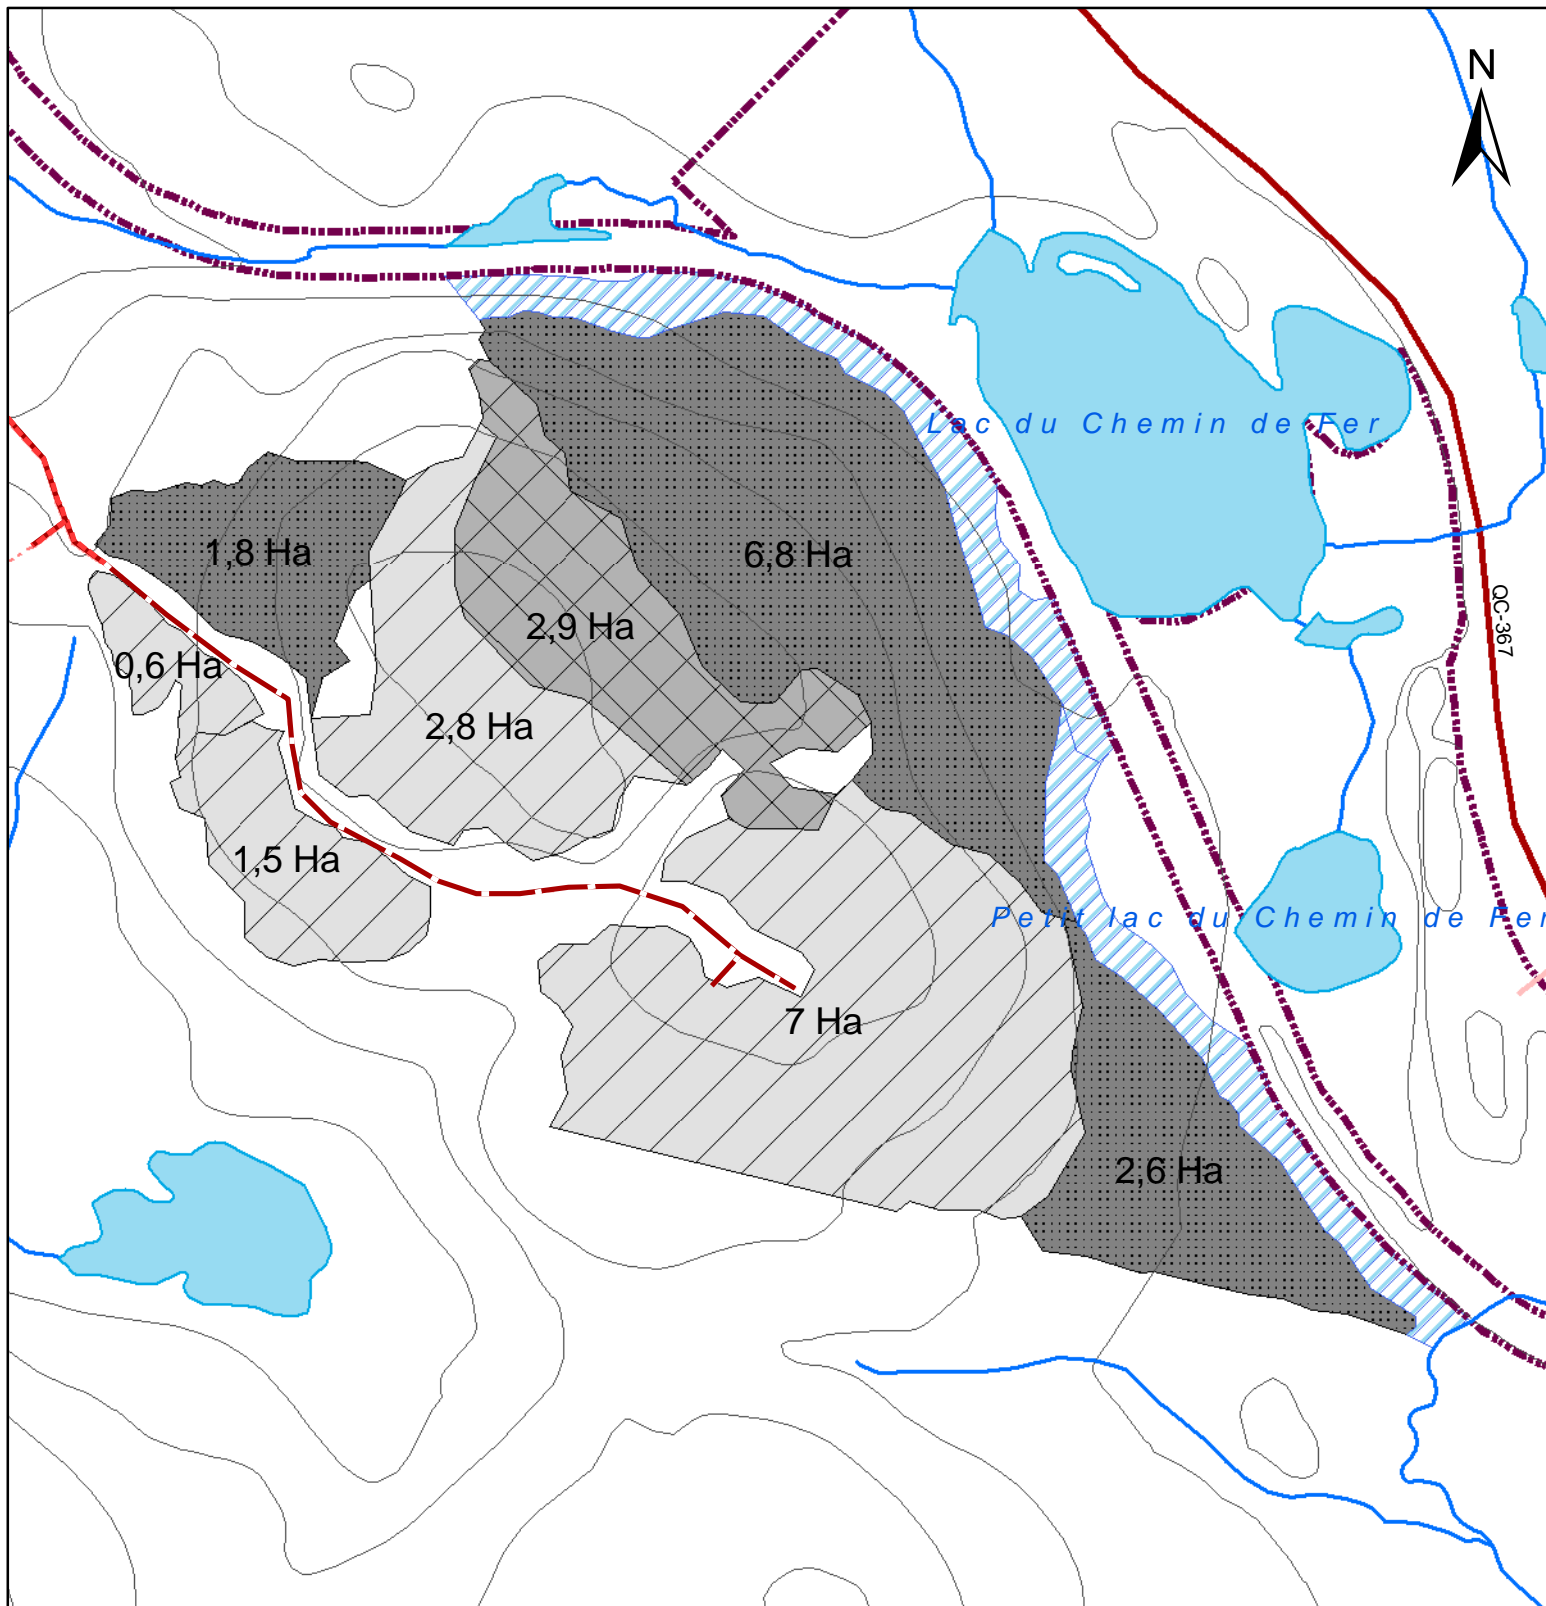 N
Lac du Chemin de Fer
1,8 Ha
6,8 Ha
QC-367
2,9 Ha
0,6 Ha
2,8 Ha
1,5 Ha
Petit lac du Chemin de Fer
7 Ha
2,6 Ha